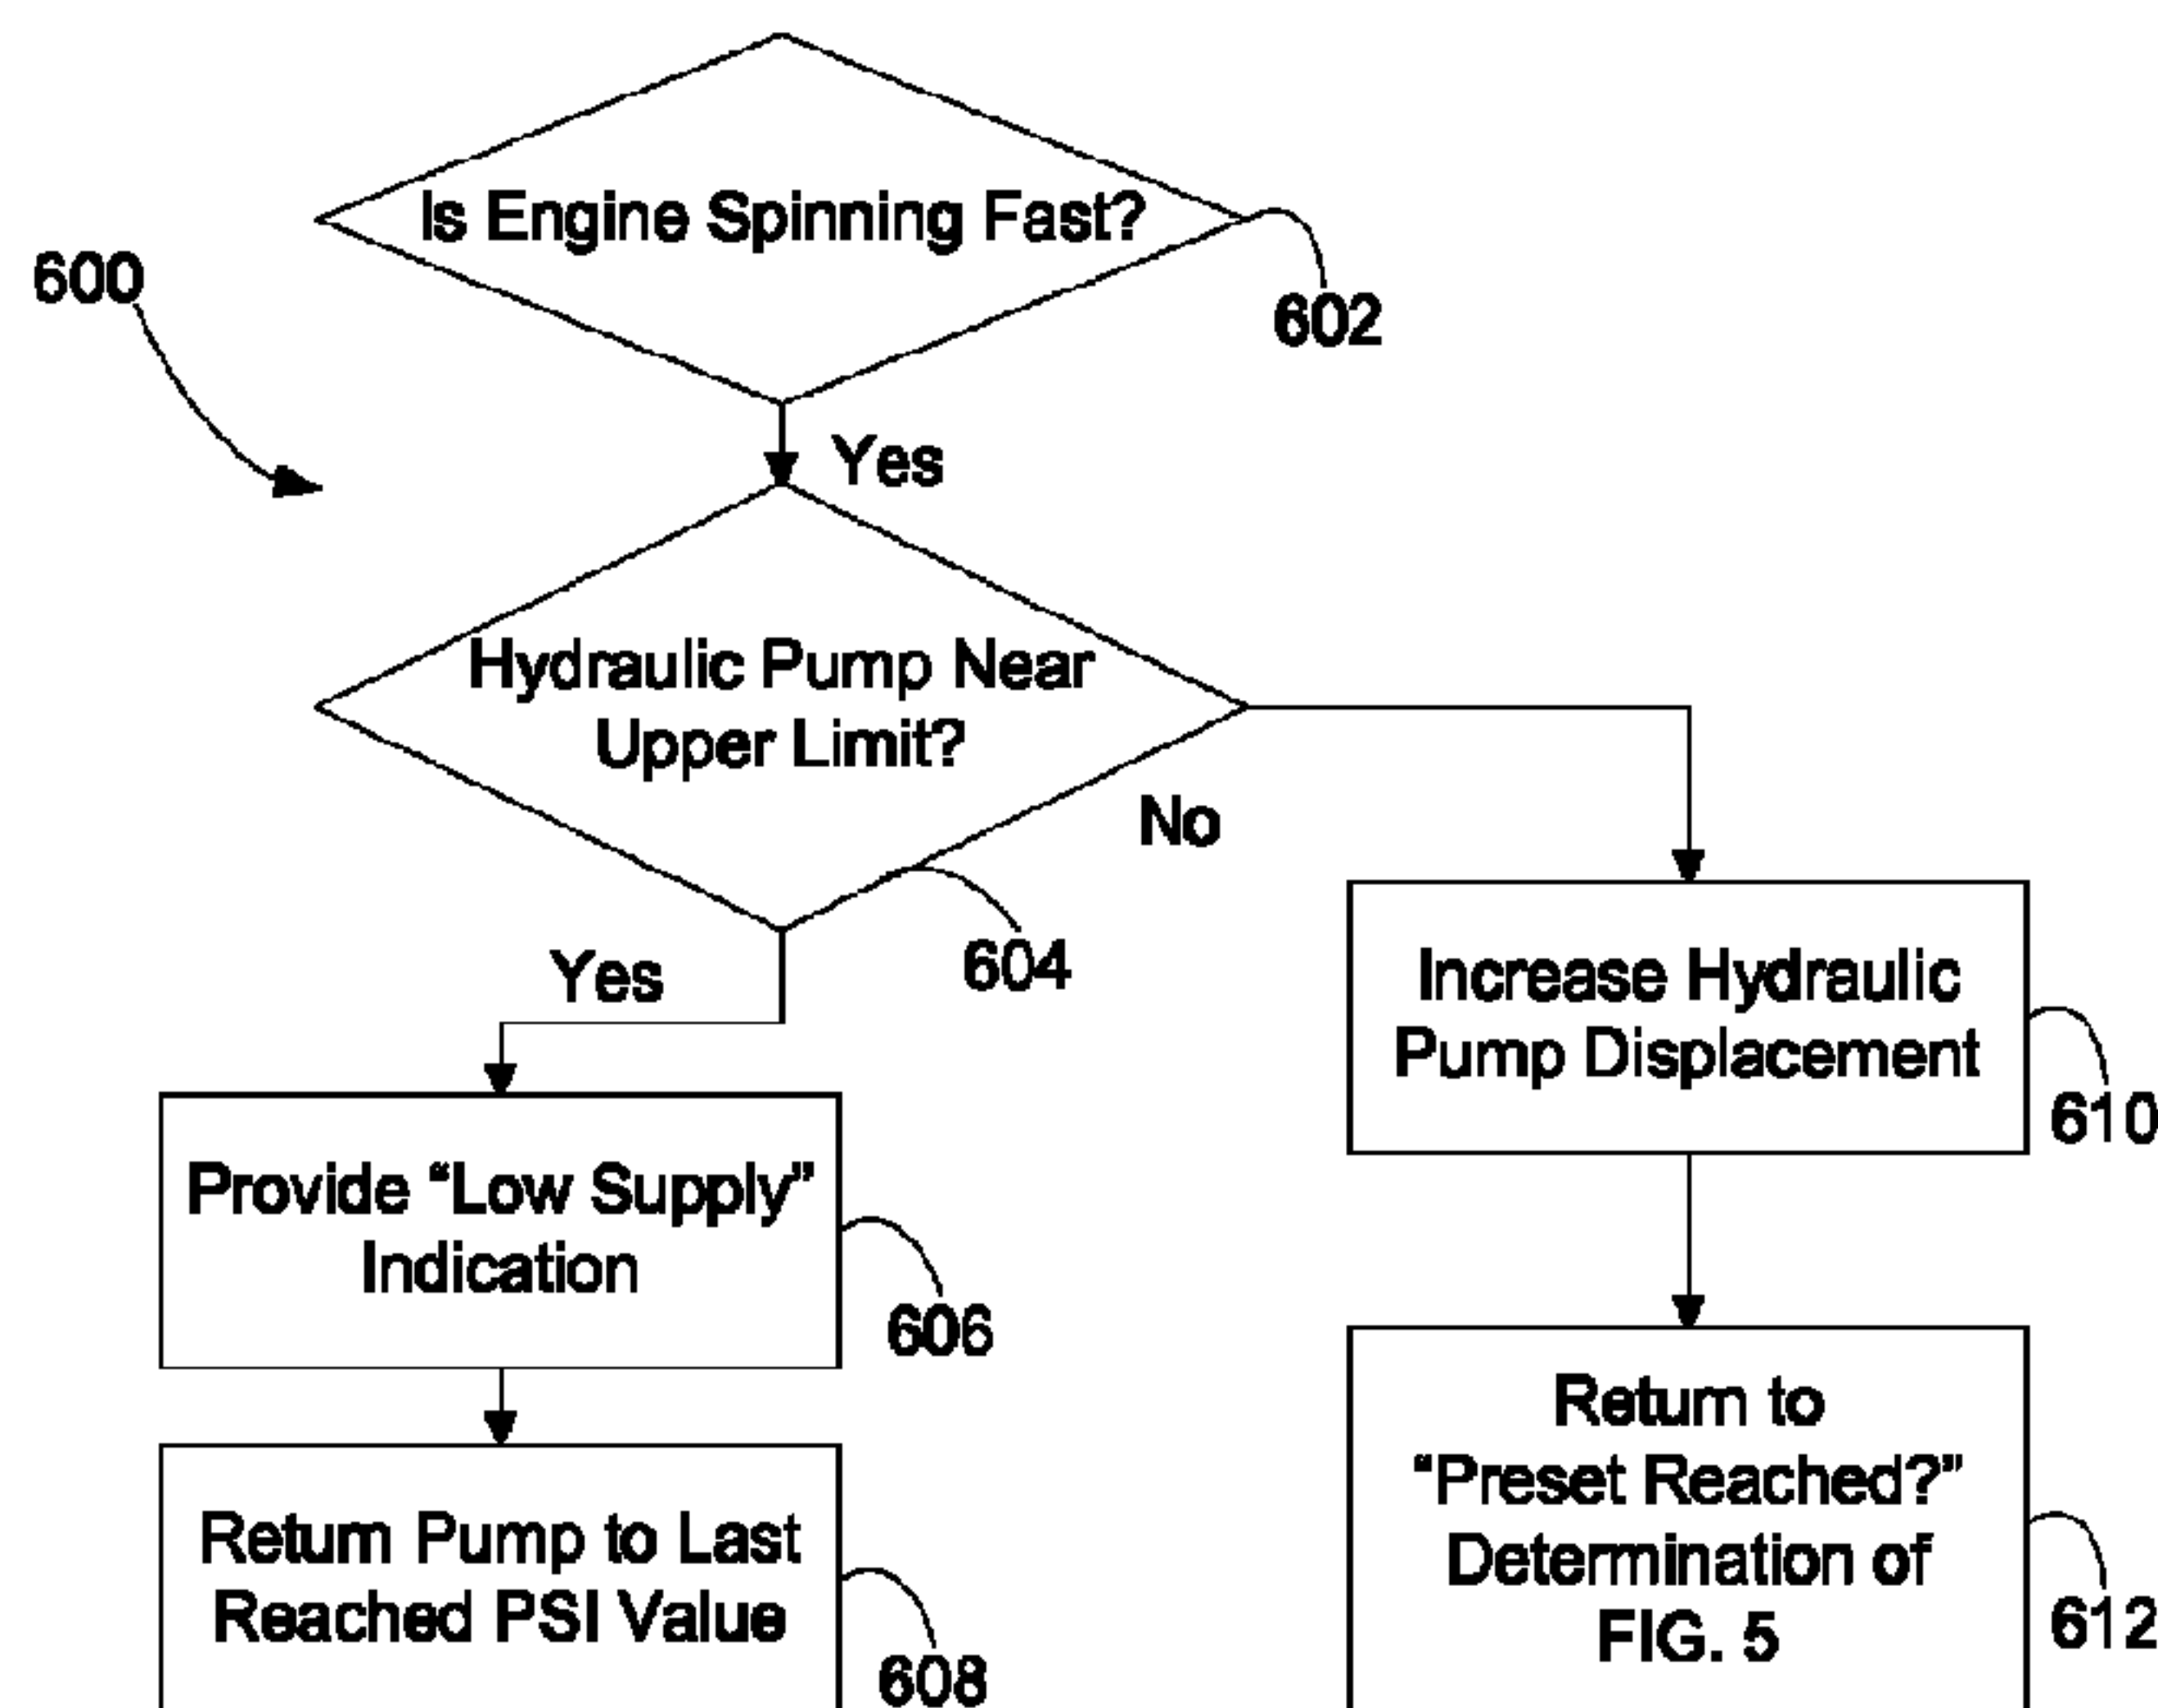 Is Engine Spinning Fast?
600
602
Yes
Hydraulic Pump Near
Upper Limit?
No
604
Yes
Increase Hydraulic
Pump Displacement
610
Provide “Low Supply”
Indication
606
Return to
“Preset Reached?”
Determination of
FIG. 5
612
Return Pump to Last
Reached PSI Value
608